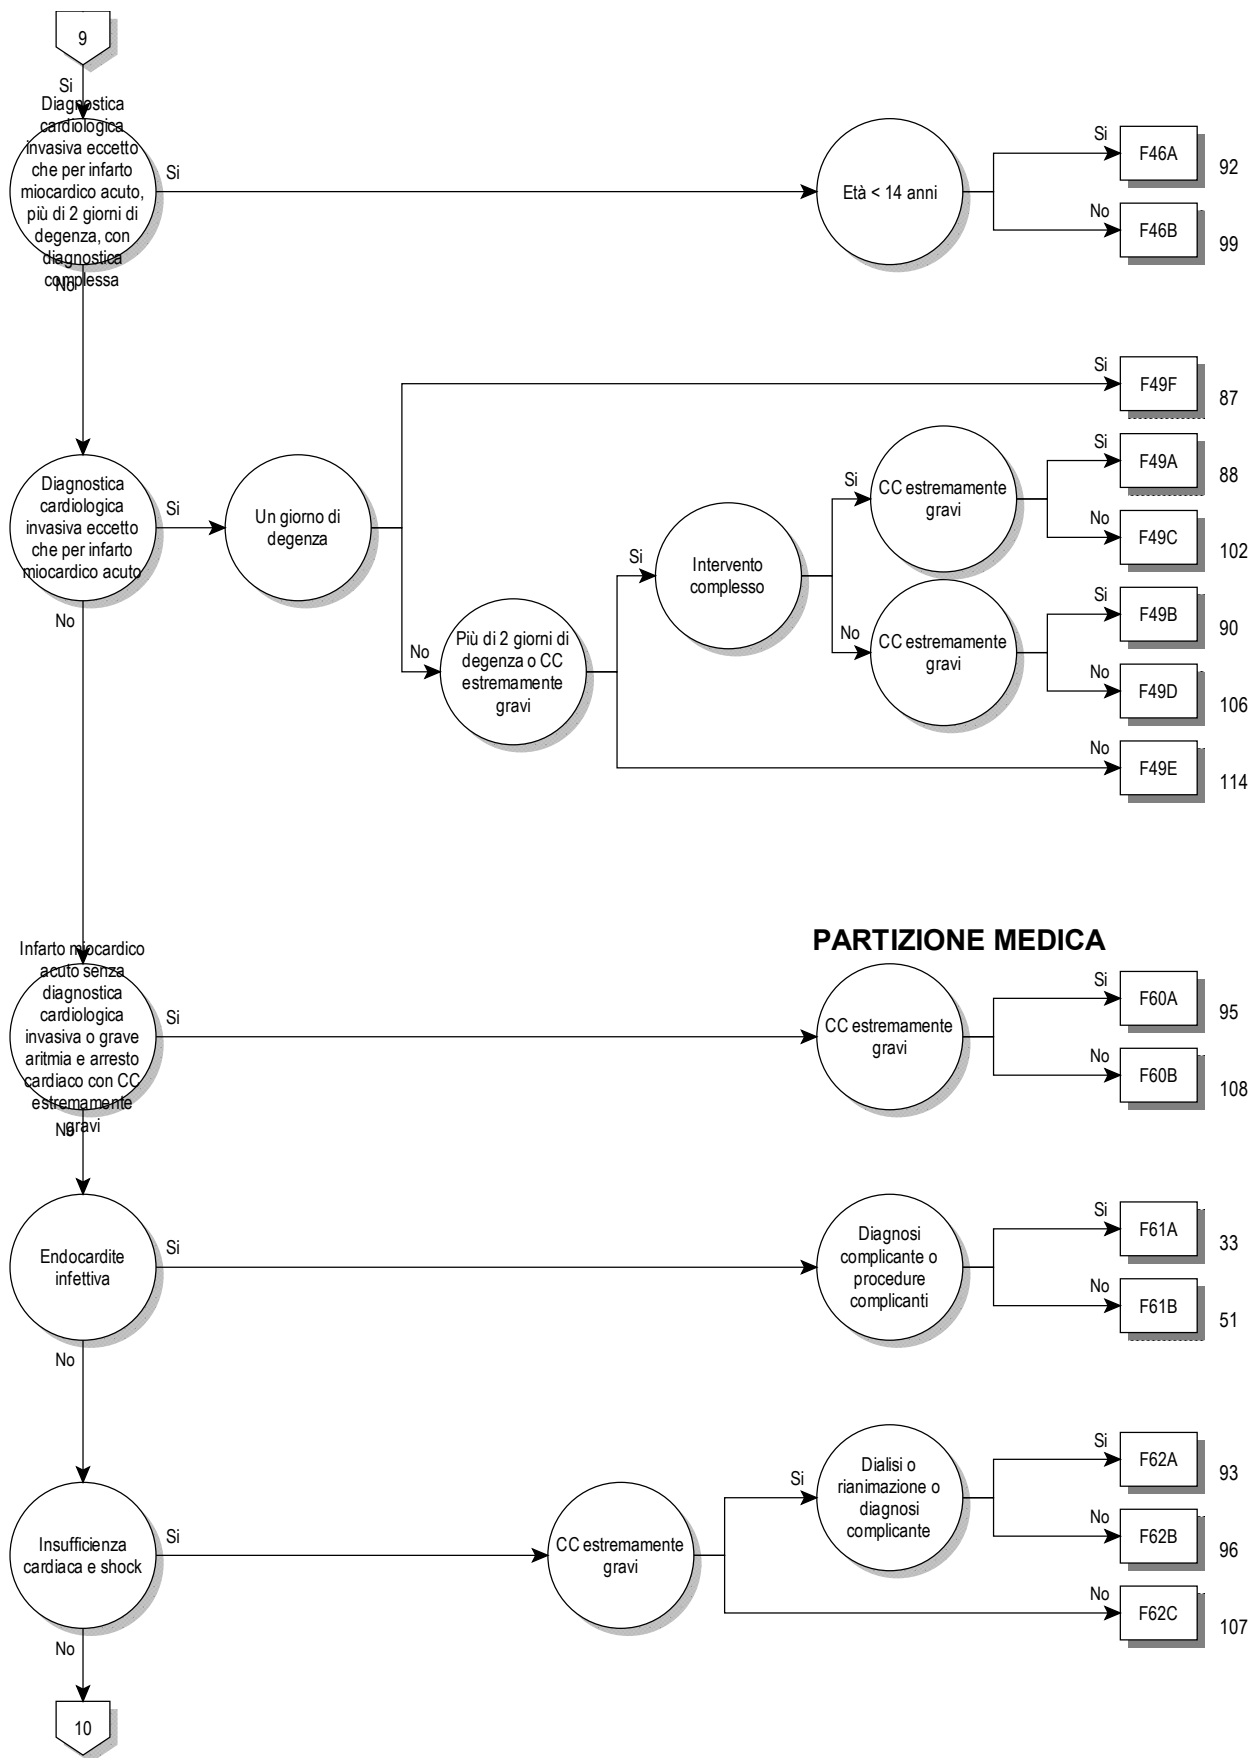 9
Si
Diagnostica
cardiologica
invasiva eccetto
che per infarto
miocardico acuto,
più di 2 giorni di
degenza, con
diagnostica
complessa
Si
Età < 14 anni
Si
F46A
92
No
F46B
99
No
Diagnostica
cardiologica
invasiva eccetto
che per infarto
miocardico acuto
Si
Un giorno di
degenza
Si
F49F
87
No
Più di 2 giorni di
degenza o CC
estremamente
gravi
Si
Intervento
complesso
Si
CC estremamente
gravi
Si
F49A
88
No
F49C
102
No
CC estremamente
gravi
Si
F49B
90
No
F49D
106
No
F49E
114
No
PARTIZIONE MEDICA
Infarto miocardico
acuto senza
diagnostica
cardiologica
invasiva o grave
aritmia e arresto
cardiaco con CC
estremamente
gravi
Si
CC estremamente
gravi
Si
F60A
95
No
F60B
108
No
Endocardite
infettiva
Si
Diagnosi
complicante o
procedure
complicanti
Si
F61A
33
No
F61B
51
No
Insufficienza
cardiaca e shock
Si
CC estremamente
gravi
Si
Dialisi o
rianimazione o
diagnosi
complicante
Si
F62A
93
No
F62B
96
No
F62C
107
No
10